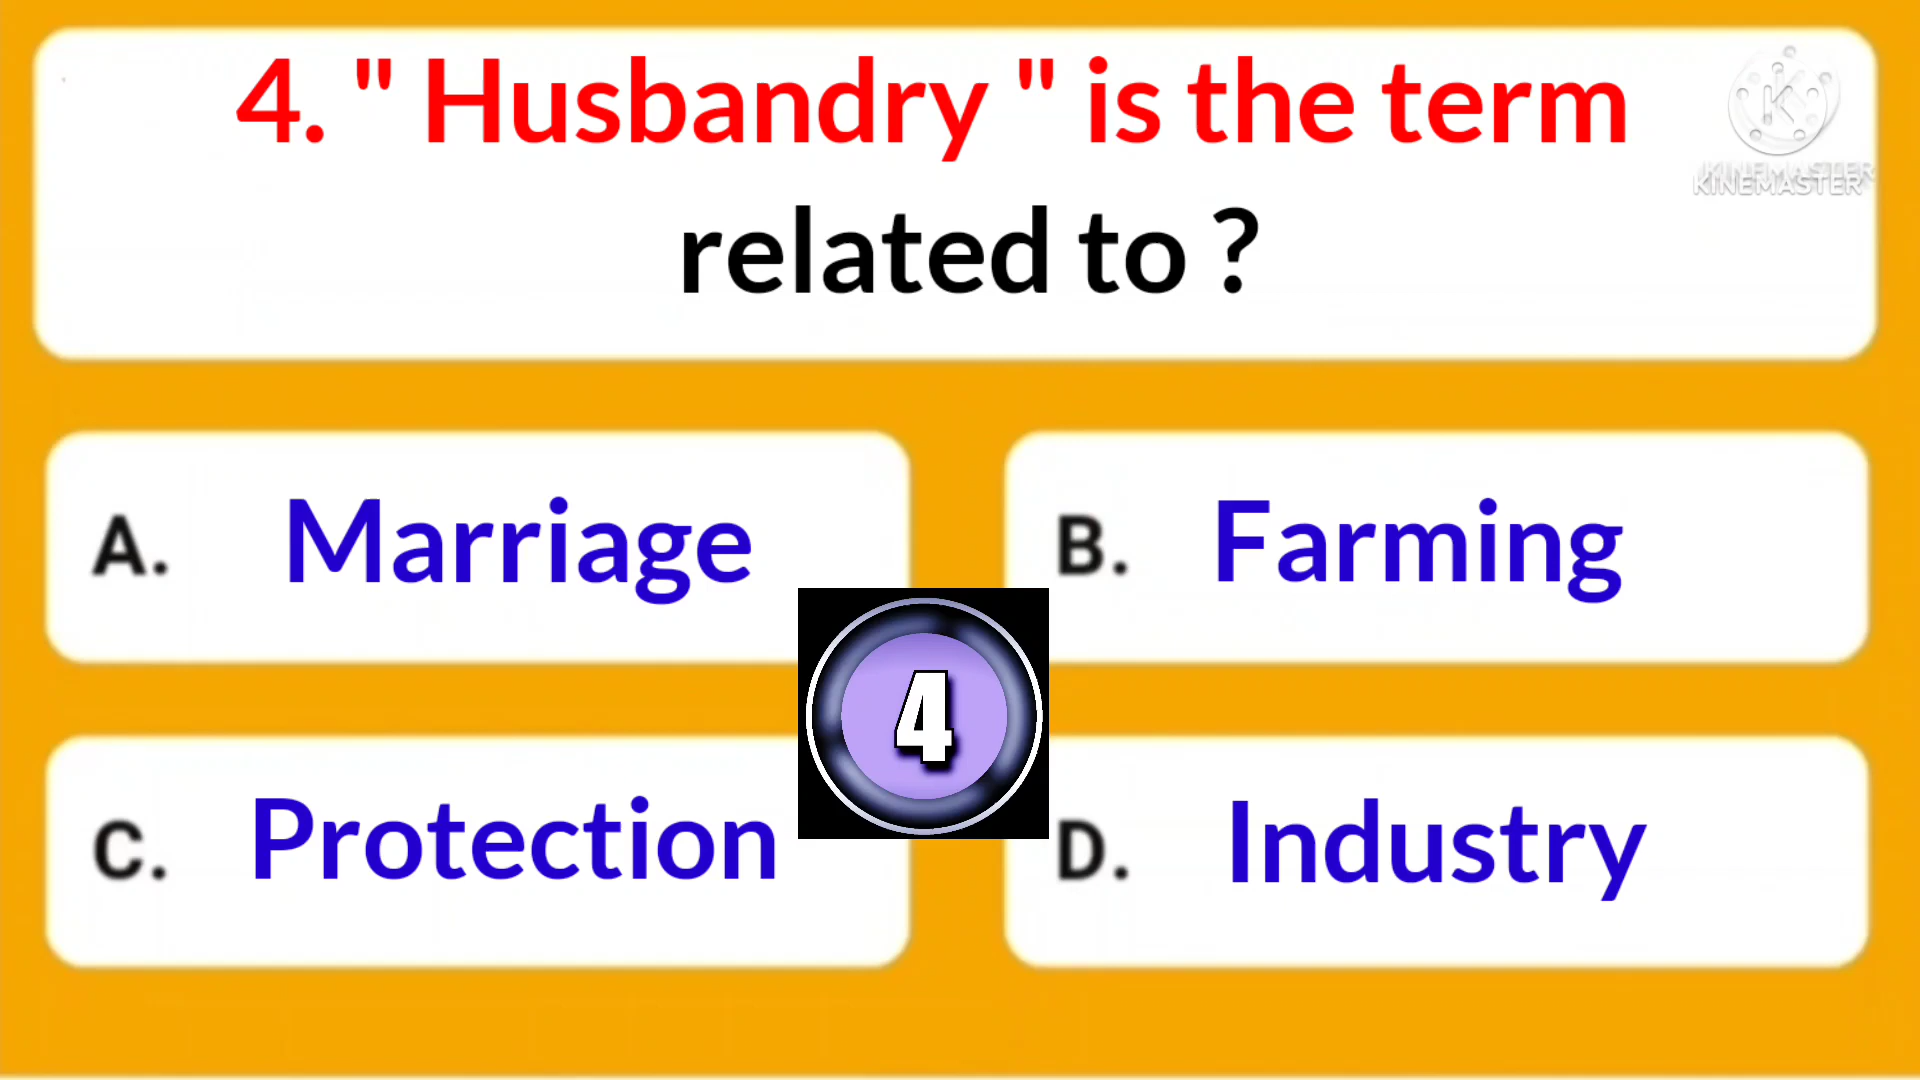 4. " Husbandry " is the term
related to ?
KINEMASTER
A. Marriage
B. Farming
4
C. Protection
D. Industry